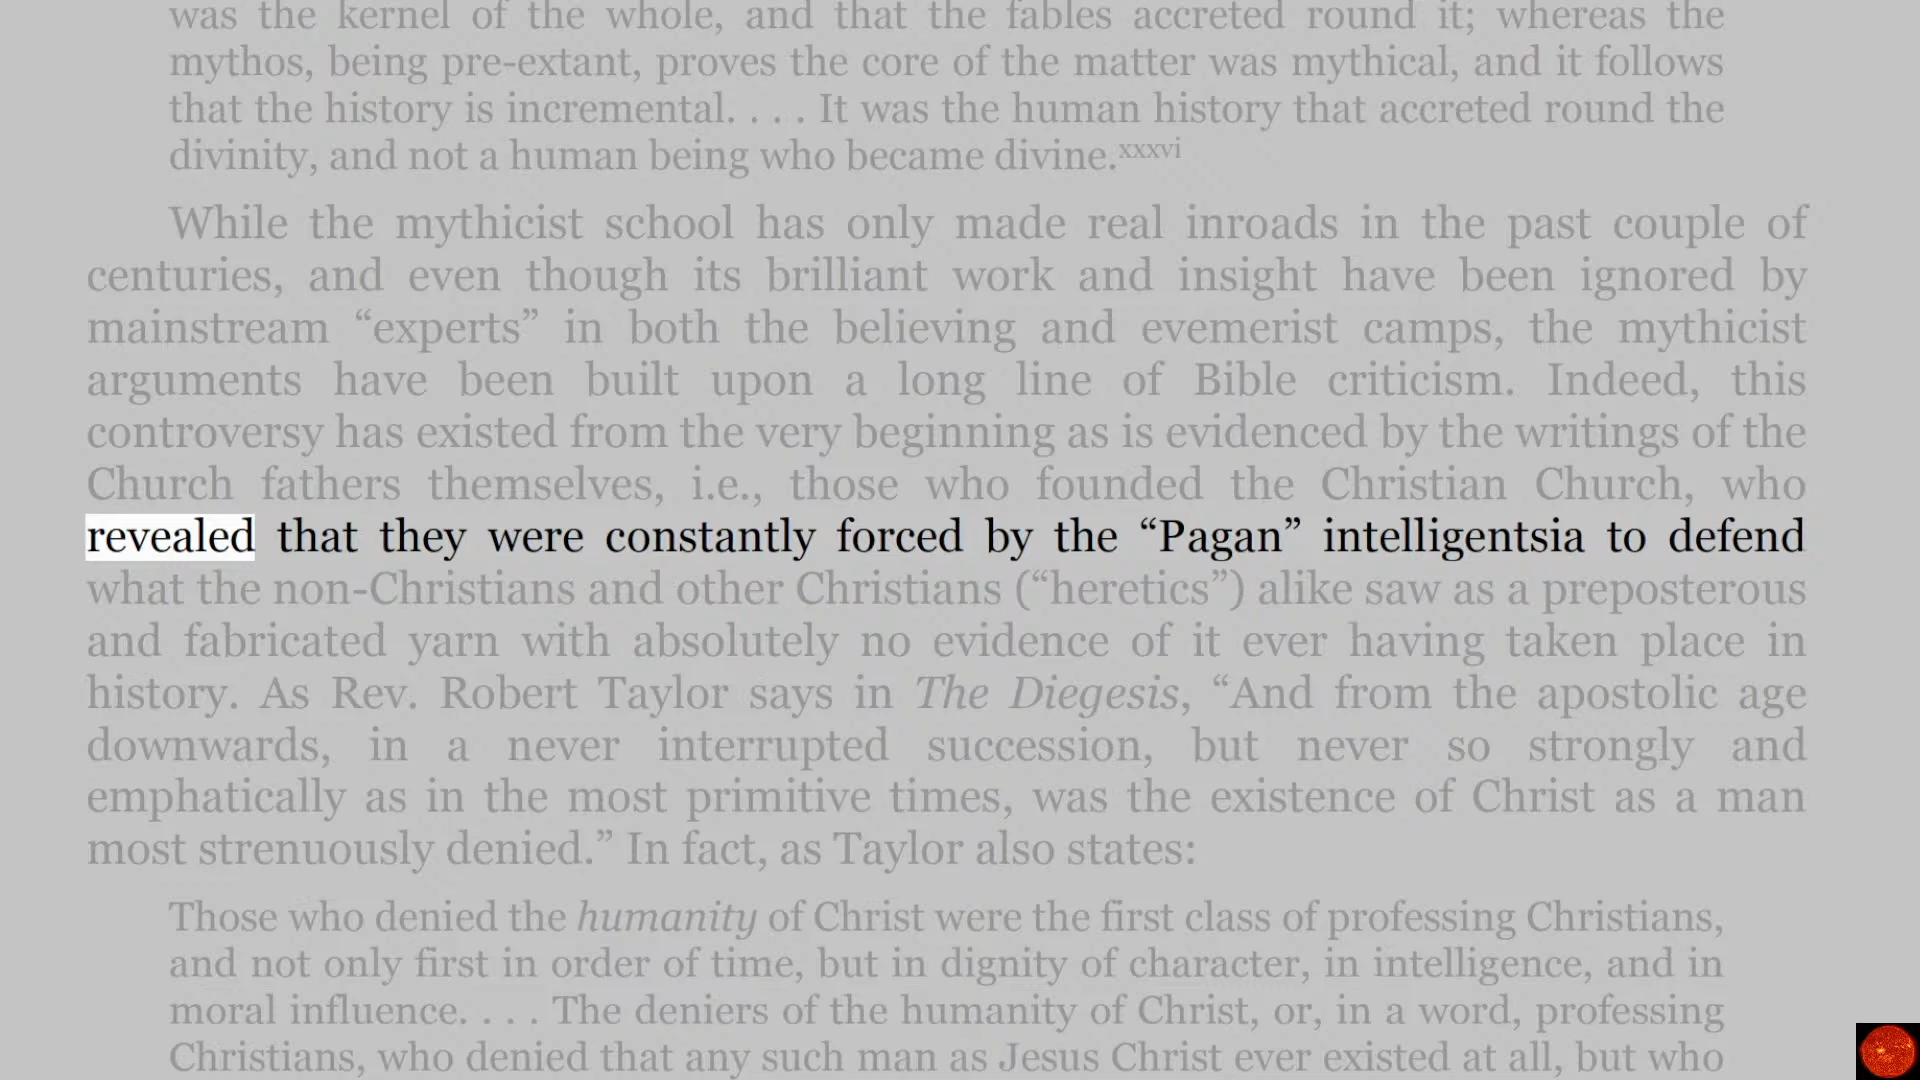 was the kernel of the whole, and that the fables accreted round it; whereas the
mythos, being pre-extant, proves the core of the matter was mythical, and it follows
that the history is incremental. . . . It was the human history that accreted round the
divinity, and not a human being who became divine.xxxvi
While the mythicist school has only made real inroads in the past couple of
centuries, and even though its brilliant work and insight have been ignored by
mainstream “experts” in both the believing and evemerist camps, the mythicist
arguments have been built upon a long line of Bible criticism. Indeed, this
controversy has existed from the very beginning as is evidenced by the writings of the
Church fathers themselves, i.e., those who founded the Christian Church, who
revealed that they were constantly forced by the “Pagan” intelligentsia to defend
what the non-Christians and other Christians (“heretics”) alike saw as a preposterous
and fabricated yarn with absolutely no evidence of it ever having taken place in
history. As Rev. Robert Taylor says in The Diegesis, “And from the apostolic age
downwards, in a never interrupted succession, but never so strongly and
emphatically as in the most primitive times, was the existence of Christ as a man
most strenuously denied.” In fact, as Taylor also states:
Those who denied the humanity of Christ were the first class of professing Christians,
and not only first in order of time, but in dignity of character, in intelligence, and in
moral influence. . . . The deniers of the humanity of Christ, or, in a word, professing
Christians, who denied that any such man as Jesus Christ ever existed at all, but who